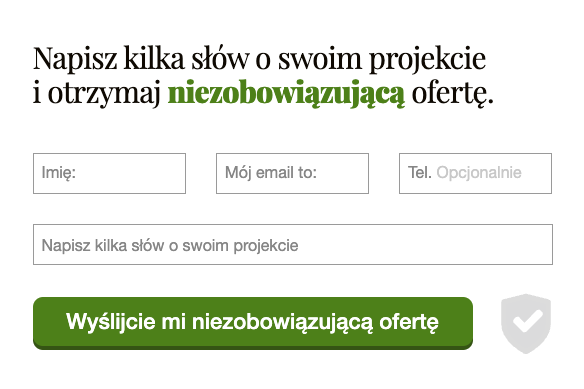 Napisz kilka słów o swoim projekcie
i otrzymaj niezobowiązującą ofertę.
Imię:
Mój email to:
Tel. Opcjonalnie
Napisz kilka słów o swoim projekcie
Wyślijcie mi niezobowiązującą ofertę